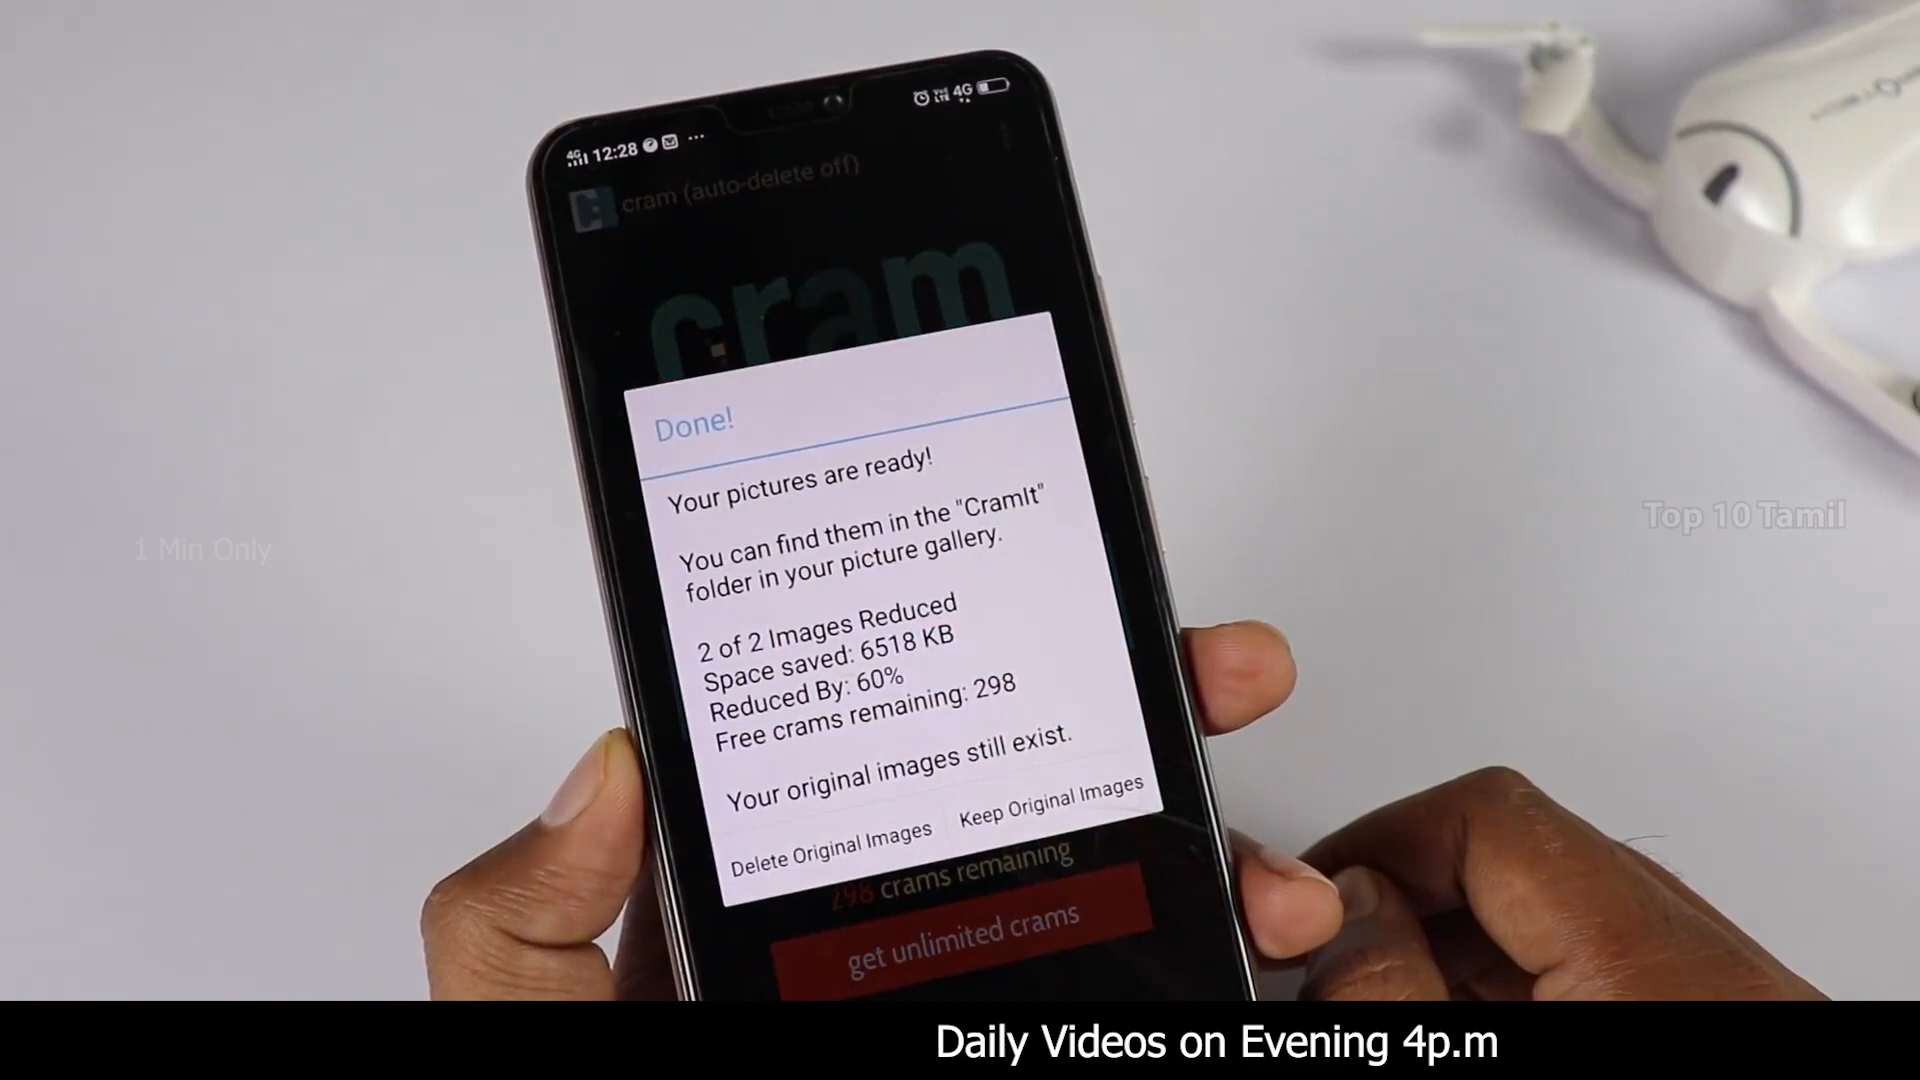 4G 12:28
4G
cram (auto-delete off)
cram
Done!
Your pictures are ready!
You can find them in the "CramIt"
folder in your picture gallery.
2 of 2 Images Reduced
Space saved: 6518 KB
Reduced By: 60%
Free crams remaining: 298
Your original images still exist.
Delete Original Images
Keep Original Images
298 crams remaining
get unlimited crams
1 Min Only
Top 10 Tamil
Daily Videos on Evening 4p.m